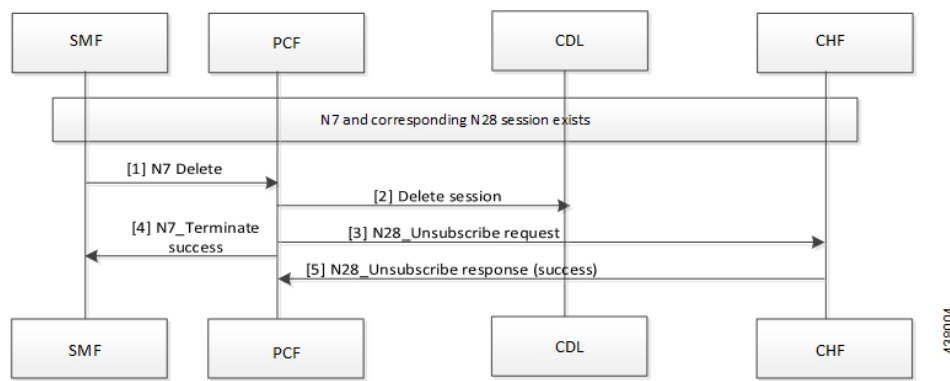 SMF
PCF
CDL
CHF
N7 and corresponding N28 session exists
[1] N7 Delete
[2] Delete session
[4] N7_Terminate
success
[3] N28_Unsubscribe request
[5] N28_Unsubscribe response (success)
SMF
PCF
CDL
CHF
438004